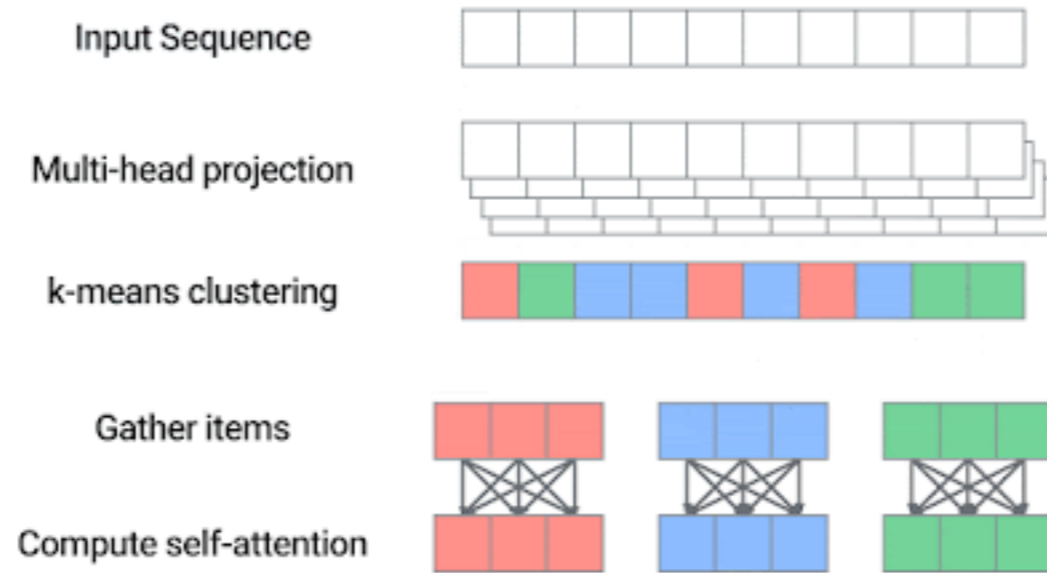 Input Sequence
Multi-head projection
k-means clustering
Gather items
Compute self-attention